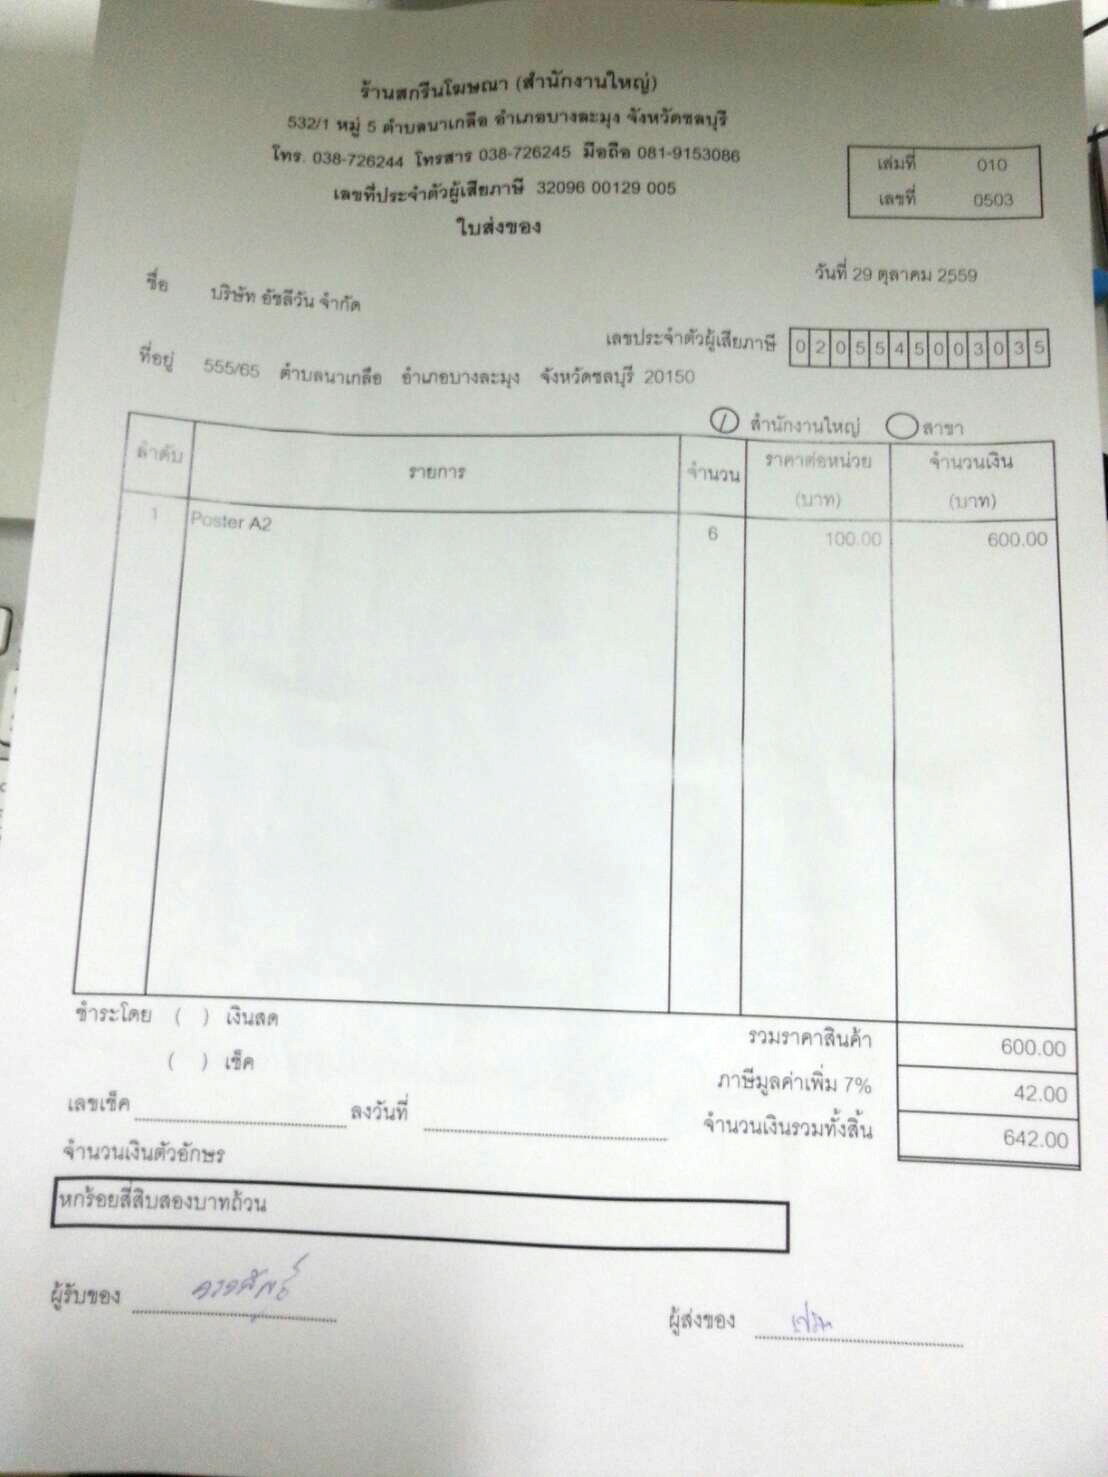 ร้านสกรีนโฆษณา (สำนักงานใหญ่)
532/1 หมู่ 5 ตำบลนาเกลือ อำเภอบางละมุง จังหวัดชลบุรี
โทร. 038-726244 โทรสาร 038-726245 มือถือ 081-9153086
เลขที่ประจำตัวผู้เสียภาษี 32096 00129 005
ใบส่งของ
เล่มที่ 010
เลขที่ 0503
วันที่ 29 ตุลาคม 2559
ชื่อ บริษัท อัชลีวัน จำกัด
เลขประจำตัวผู้เสียภาษี 0205545003035
ที่อยู่ 555/65 ตำบลนาเกลือ อำเภอบางละมุง จังหวัดชลบุรี 20150
สำนักงานใหญ่ สาขา
ลำดับ รายการ จำนวน ราคาต่อหน่วย (บาท) จำนวนเงิน (บาท)
1 Poster A2 6 100.00 600.00
ชำระโดย ( ) เงินสด
( ) เช็ค
รวมราคาสินค้า 600.00
ภาษีมูลค่าเพิ่ม 7% 42.00
เลขเช็ค ลงวันที่
จำนวนเงินรวมทั้งสิ้น 642.00
จำนวนเงินตัวอักษร
หกร้อยสี่สิบสองบาทถ้วน
ผู้รับของ
ผู้ส่งของ